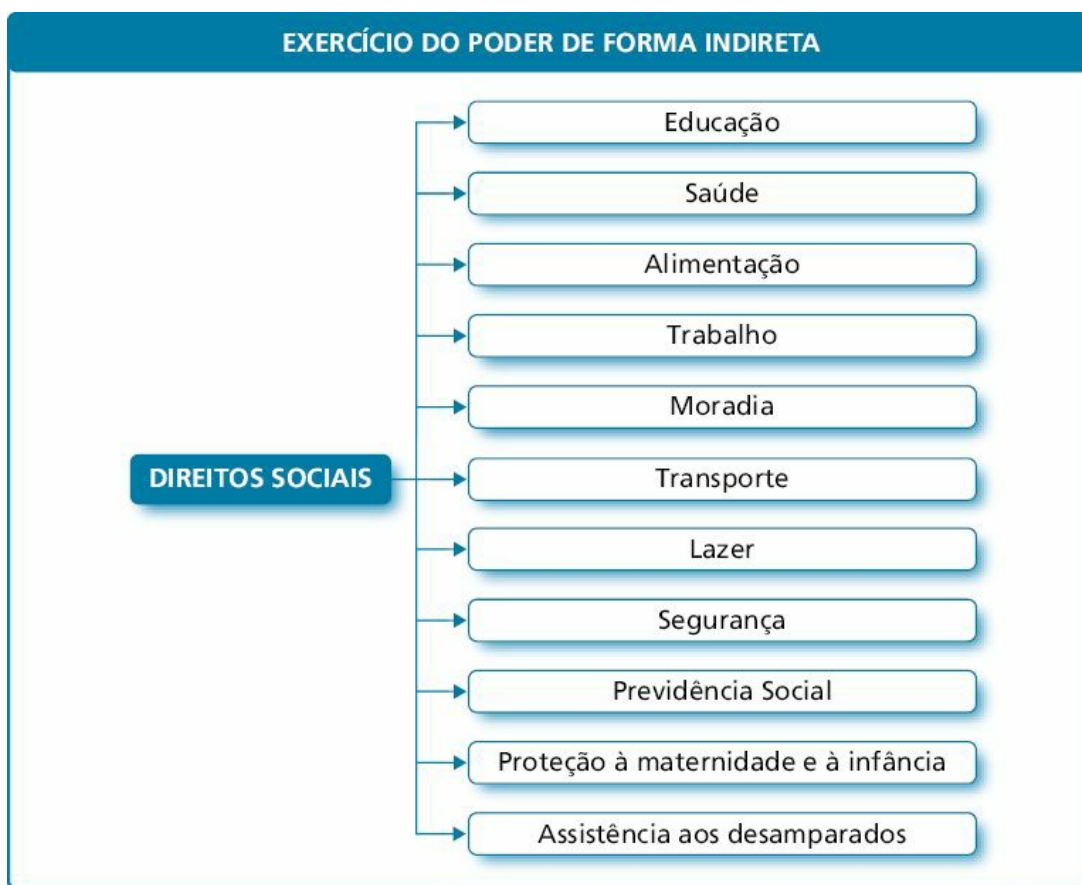 EXERCÍCIO DO PODER DE FORMA INDIRETA
DIREITOS SOCIAIS
Educação
Saúde
Alimentação
Trabalho
Moradia
Transporte
Lazer
Segurança
Previdência Social
Proteção à maternidade e à infância
Assistência aos desamparados